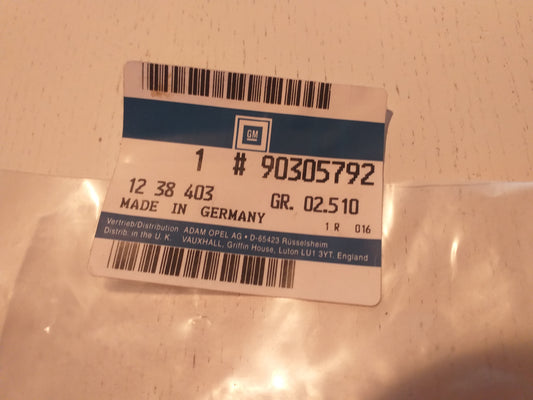 GM
1 # 90305792
12 38 403 GR. 02.510
MADE IN GERMANY 1 R 016
Vertrieb/Distribution ADAM OPEL AG • D-65423 Rüsselsheim
Distrib. in the U. K. VAUXHALL, Griffin House, Luton LU1 3YT. England